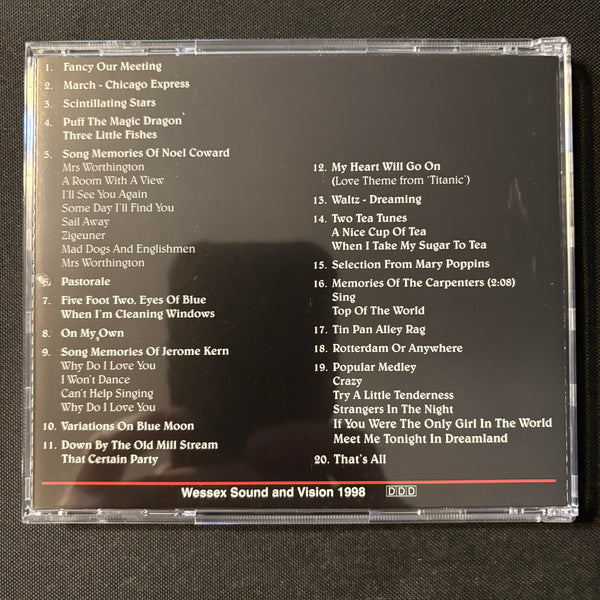 1. Fancy Our Meeting
2. March - Chicago Express
3. Scintillating Stars
4. Puff The Magic Dragon
Three Little Fishes
5. Song Memories Of Noel Coward
Mrs Worthington
A Room With A View
I'll See You Again
Some Day I'll Find You
Sail Away
Zigeuner
Mad Dogs And Englishmen
Mrs Worthington
6. Pastorale
7. Five Foot Two, Eyes Of Blue
When I'm Cleaning Windows
8. On My Own
9. Song Memories Of Jerome Kern
Why Do I Love You
I Won't Dance
Can't Help Singing
Why Do I Love You
10. Variations On Blue Moon
11. Down By The Old Mill Stream
That Certain Party
12. My Heart Will Go On
(Love Theme from 'Titanic')
13. Waltz - Dreaming
14. Two Tea Tunes
A Nice Cup Of Tea
When I Take My Sugar To Tea
15. Selection From Mary Poppins
16. Memories Of The Carpenters (2:08)
Sing
Top Of The World
17. Tin Pan Alley Rag
18. Rotterdam Or Anywhere
19. Popular Medley
Crazy
Try A Little Tenderness
Strangers In The Night
If You Were The Only Girl In The World
Meet Me Tonight In Dreamland
20. That's All
Wessex Sound and Vision 1998 DDD